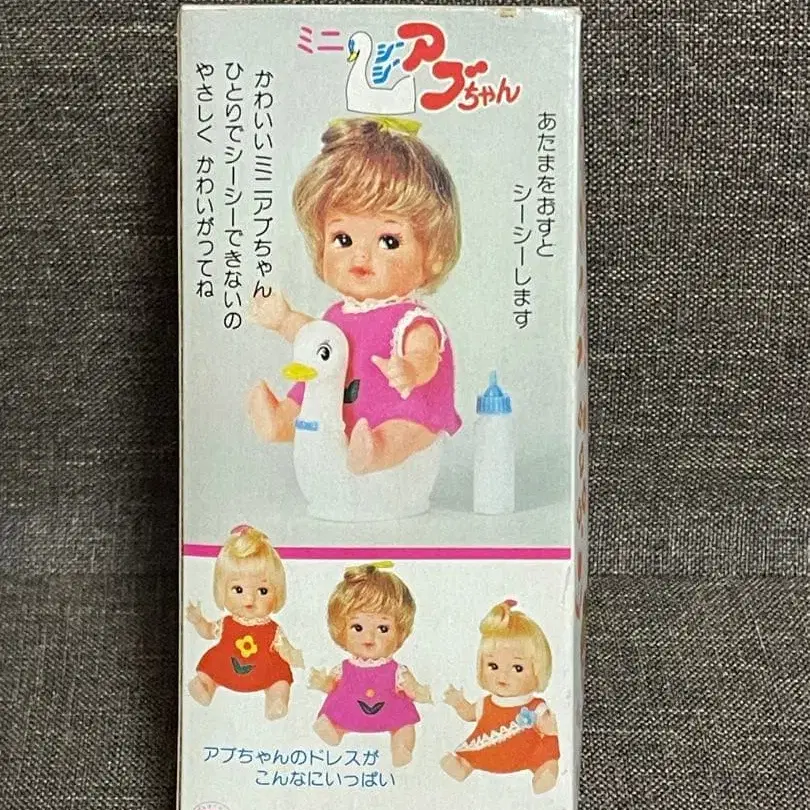 ミニ シーシー アプちゃん
あたまをおすと
シーシーします
かわいいミニアプちゃん
ひとりでシーシーできないの
やさしく かわいがってね
アプちゃんのドレスが
こんなにいっぱい